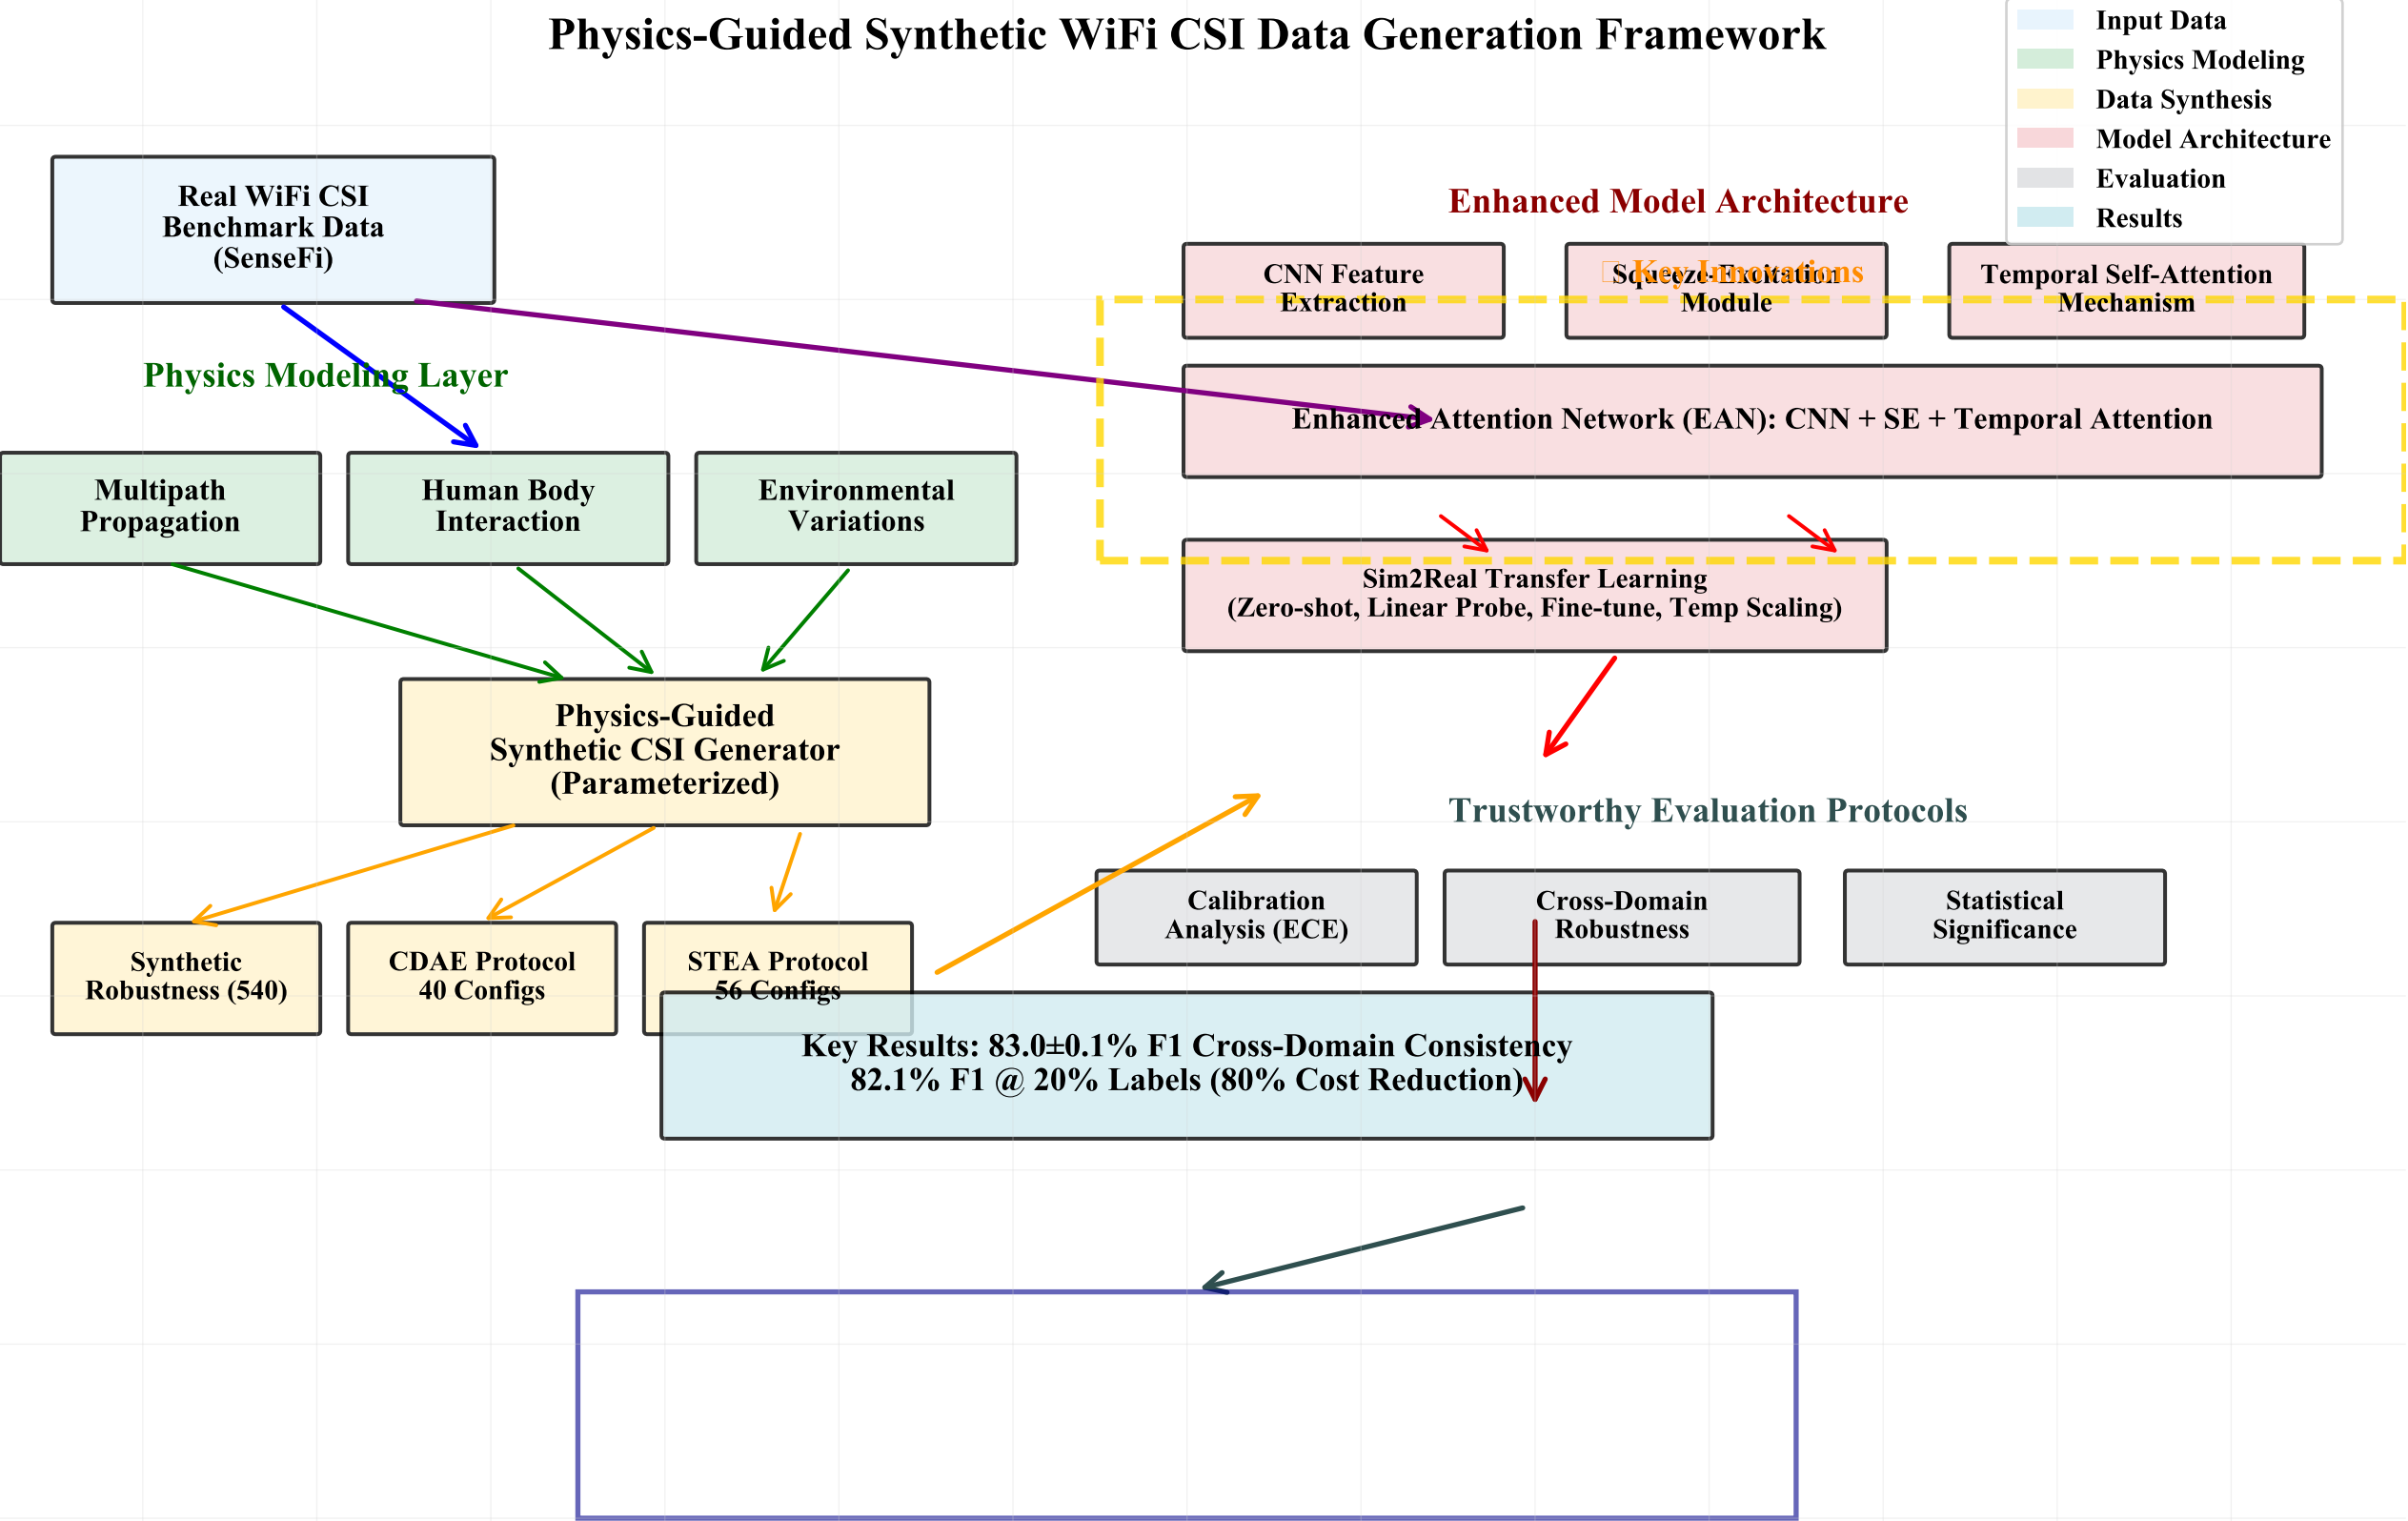 Physics-Guided Synthetic WiFi CSI Data Generation Framework
Input Data
Physics Modeling
Data Synthesis
Model Architecture
Evaluation
Results
Real WiFi CSI
Benchmark Data
(SenseFi)
Enhanced Model Architecture
CNN Feature
Extraction
Squeeze-Excitation
Module
Key Innovations
Temporal Self-Attention
Mechanism
Physics Modeling Layer
Enhanced Attention Network (EAN): CNN + SE + Temporal Attention
Multipath
Propagation
Human Body
Interaction
Environmental
Variations
Sim2Real Transfer Learning
(Zero-shot, Linear Probe, Fine-tune, Temp Scaling)
Physics-Guided
Synthetic CSI Generator
(Parameterized)
Trustworthy Evaluation Protocols
Calibration
Analysis (ECE)
Cross-Domain
Robustness
Statistical
Significance
Synthetic
Robustness (540)
CDAE Protocol
40 Configs
STEA Protocol
56 Configs
Key Results: 83.0±0.1% F1 Cross-Domain Consistency
82.1% F1 @ 20% Labels (80% Cost Reduction)